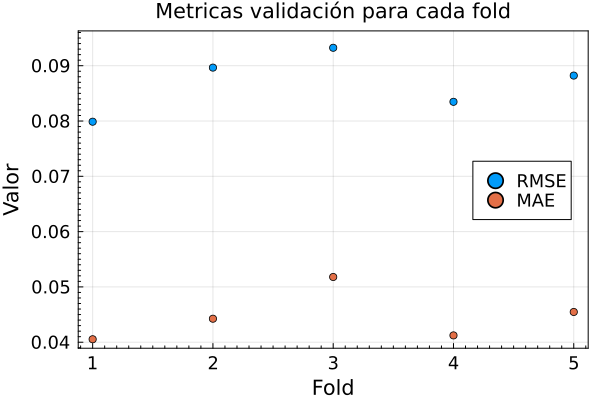 Metricas validación para cada fold
0.09
0.08
0.07
0.06
0.05
0.04
Valor
RMSE
MAE
1 2 3 4 5
Fold